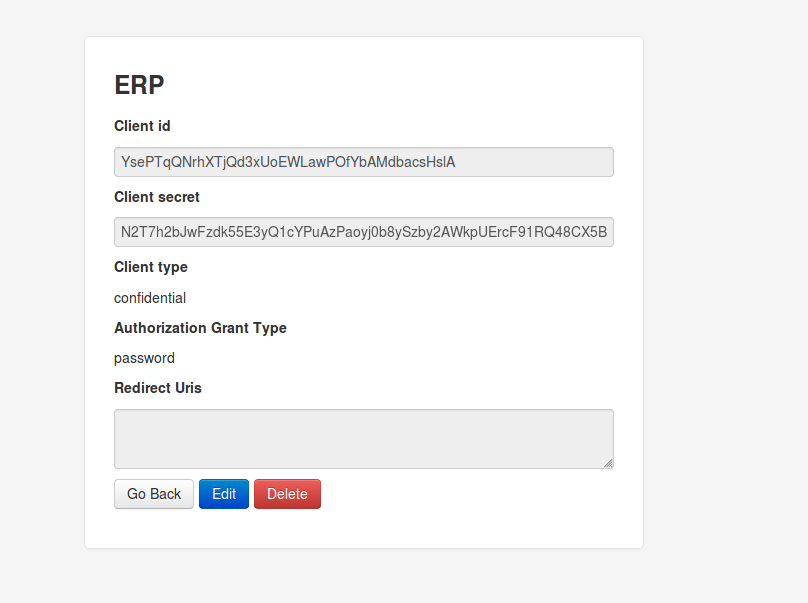 ERP
Client id
YsePTqQNrhXTjQd3xUoEWLawPOfYbAMdbacsHslA
Client secret
N2T7h2bJwFzdk55E3yQ1cYPuAzPaoyj0b8ySzby2AWkpUErcF91RQ48CX5B
Client type
confidential
Authorization Grant Type
password
Redirect Uris
Go Back Edit Delete